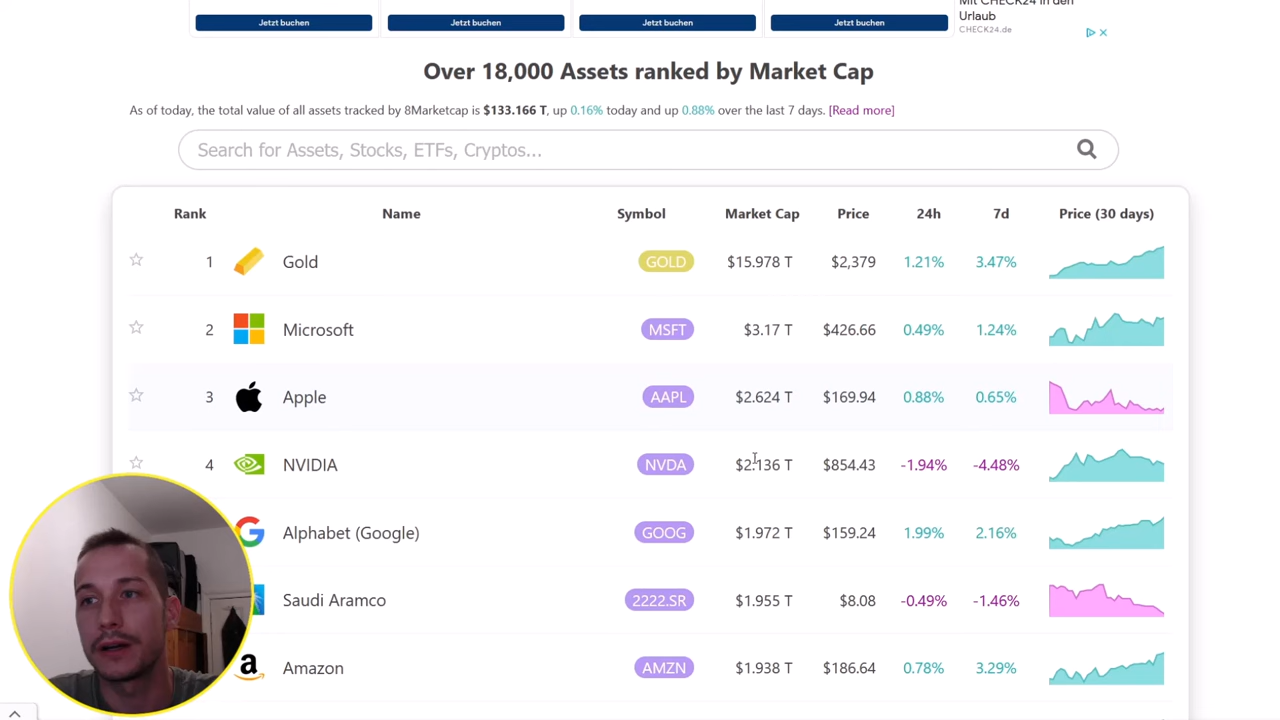 Jetzt buchen Jetzt buchen Jetzt buchen Jetzt buchen
Mit CHECK24 in den
Urlaub
CHECK24.de
Over 18,000 Assets ranked by Market Cap
As of today, the total value of all assets tracked by 8Marketcap is $133.166 T, up 0.16% today and up 0.88% over the last 7 days. [Read more]
Search for Assets, Stocks, ETFs, Cryptos...
Rank Name Symbol Market Cap Price 24h 7d Price (30 days)
1 Gold GOLD $15.978 T $2,379 1.21% 3.47%
2 Microsoft MSFT $3.17 T $426.66 0.49% 1.24%
3 Apple AAPL $2.624 T $169.94 0.88% 0.65%
4 NVIDIA NVDA $2.136 T $854.43 -1.94% -4.48%
Alphabet (Google) GOOG $1.972 T $159.24 1.99% 2.16%
Saudi Aramco 2222.SR $1.955 T $8.08 -0.49% -1.46%
Amazon AMZN $1.938 T $186.64 0.78% 3.29%